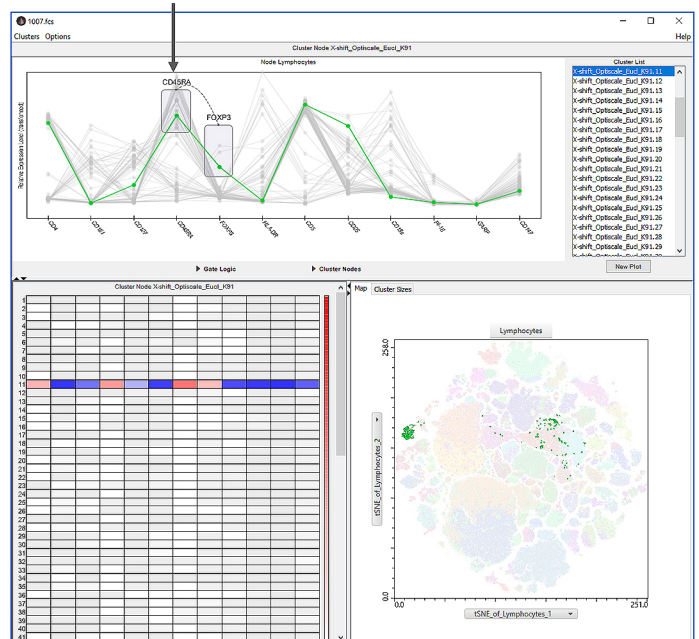 1007.fcs
Clusters Options Help
Cluster Node X-shift_Optiscale_Eucl_K91
Node Lymphocytes
Relative Expression Level (transformed)
CD45RA
FOXP3
CD4
CD45RA
FOXP3
HLADR
CD3
Gate Logic
Cluster Nodes
Cluster List
X-shift_Optiscale_Eucl_K91.11
X-shift_Optiscale_Eucl_K91.12
X-shift_Optiscale_Eucl_K91.13
X-shift_Optiscale_Eucl_K91.14
X-shift_Optiscale_Eucl_K91.15
X-shift_Optiscale_Eucl_K91.16
X-shift_Optiscale_Eucl_K91.17
X-shift_Optiscale_Eucl_K91.18
X-shift_Optiscale_Eucl_K91.19
X-shift_Optiscale_Eucl_K91.20
X-shift_Optiscale_Eucl_K91.21
X-shift_Optiscale_Eucl_K91.22
X-shift_Optiscale_Eucl_K91.23
X-shift_Optiscale_Eucl_K91.24
X-shift_Optiscale_Eucl_K91.25
X-shift_Optiscale_Eucl_K91.26
X-shift_Optiscale_Eucl_K91.27
X-shift_Optiscale_Eucl_K91.28
X-shift_Optiscale_Eucl_K91.29
New Plot
Cluster Node X-shift_Optiscale_Eucl_K91
1
2
3
4
5
6
7
8
9
10
11
12
13
14
15
16
17
18
19
20
21
22
23
24
25
26
27
28
29
30
31
32
33
34
35
36
37
38
39
40
41
Map Cluster Sizes
Lymphocytes
258.0
tSNE_of_Lymphocytes_2
0.0
0.0 251.0
tSNE_of_Lymphocytes_1